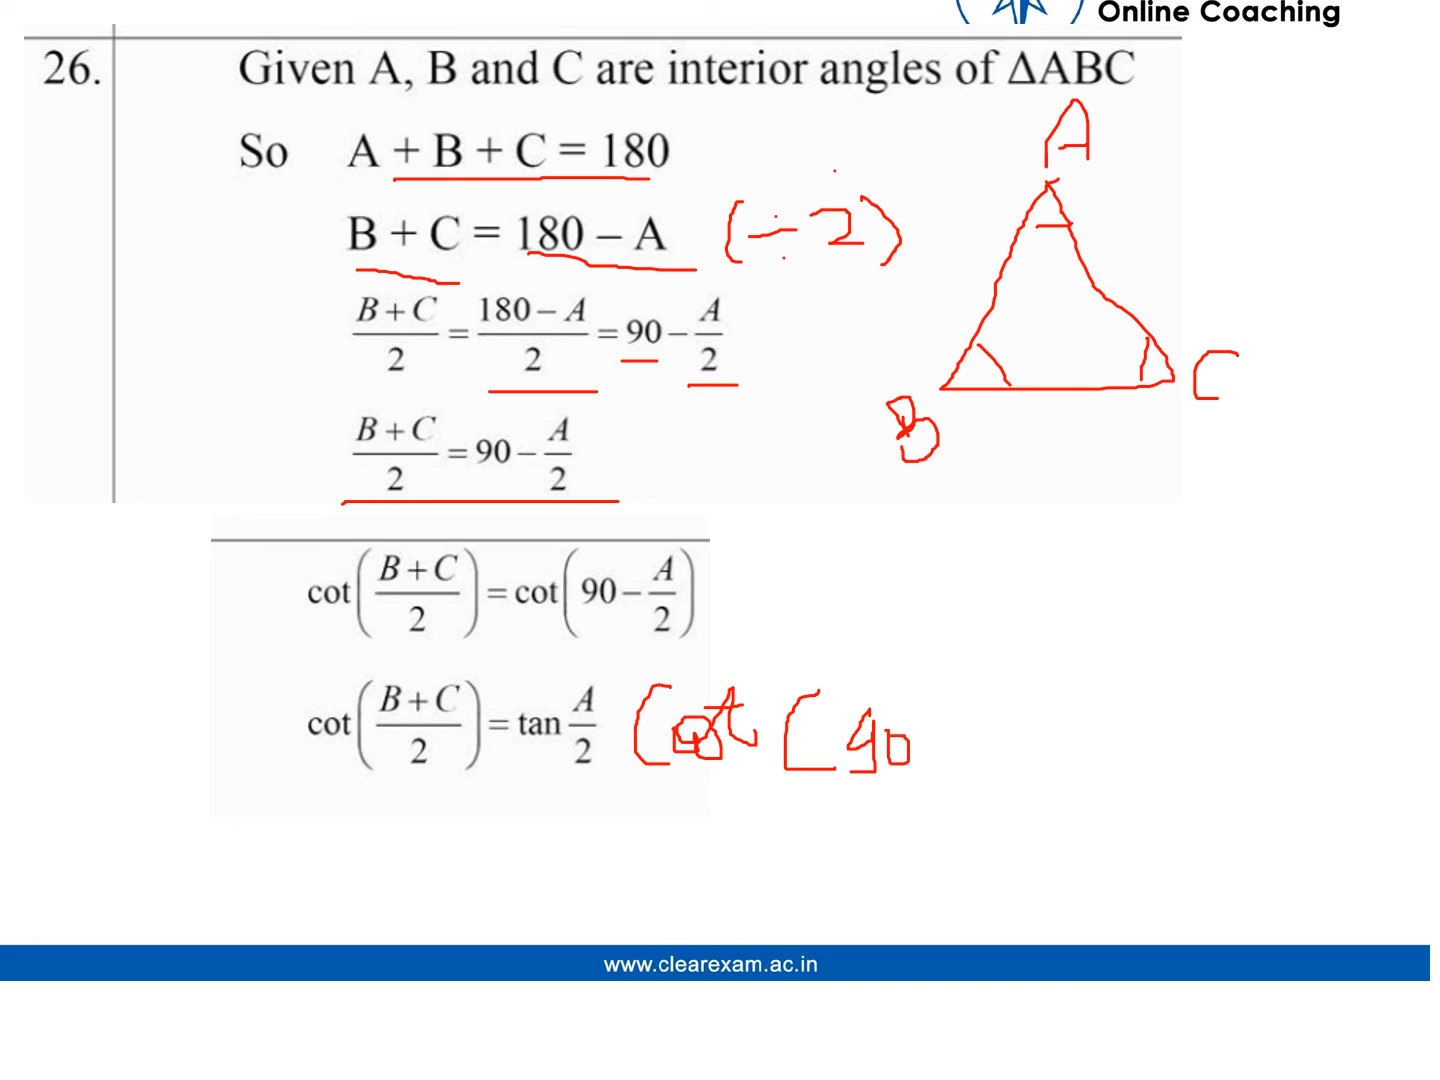 Online Coaching
26. Given A, B and C are interior angles of ΔABC
A
So A + B + C = 180
B + C = 180 – A (÷ 2)
(B + C)/2 = (180 – A)/2 = 90 – A/2
C
B
(B + C)/2 = 90 – A/2
cot((B + C)/2) = cot(90 – A/2)
cot((B + C)/2) = tan A/2 Cot ( 90
www.clearexam.ac.in